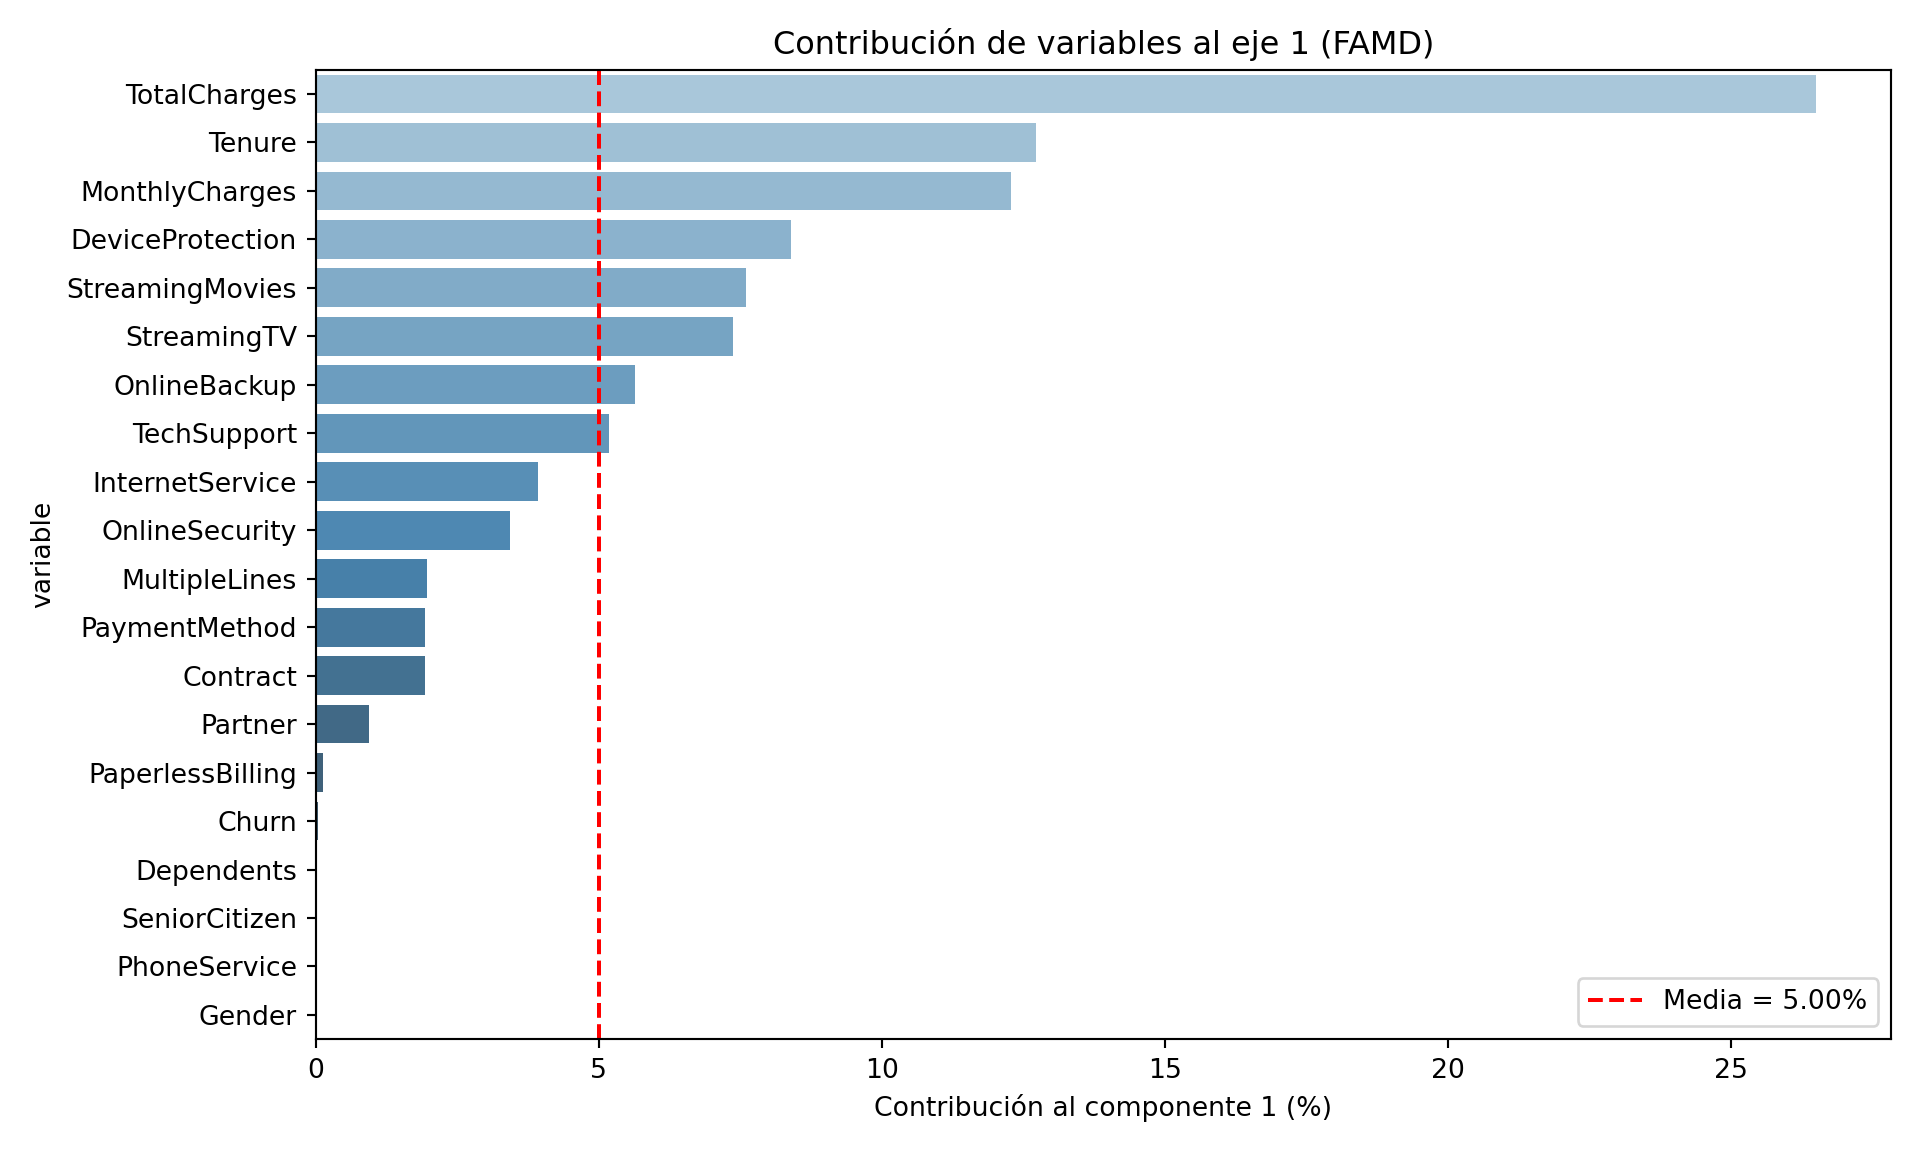 Contribución de variables al eje 1 (FAMD)
TotalCharges
Tenure
MonthlyCharges
DeviceProtection
StreamingMovies
StreamingTV
OnlineBackup
TechSupport
InternetService
OnlineSecurity
MultipleLines
PaymentMethod
Contract
Partner
PaperlessBilling
Churn
Dependents
SeniorCitizen
PhoneService
Gender
variable
Media = 5.00%
0 5 10 15 20 25
Contribución al componente 1 (%)